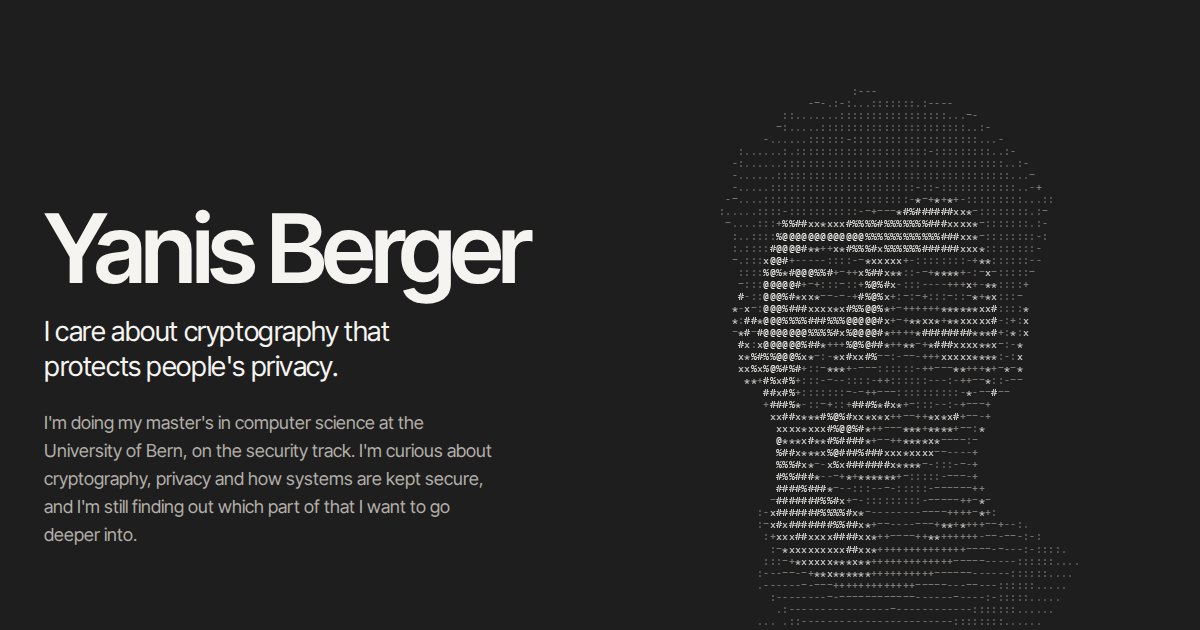 Yanis Berger
I care about cryptography that
protects people's privacy.
I'm doing my master's in computer science at the
University of Bern, on the security track. I'm curious about
cryptography, privacy and how systems are kept secure,
and I'm still finding out which part of that I want to go
deeper into.